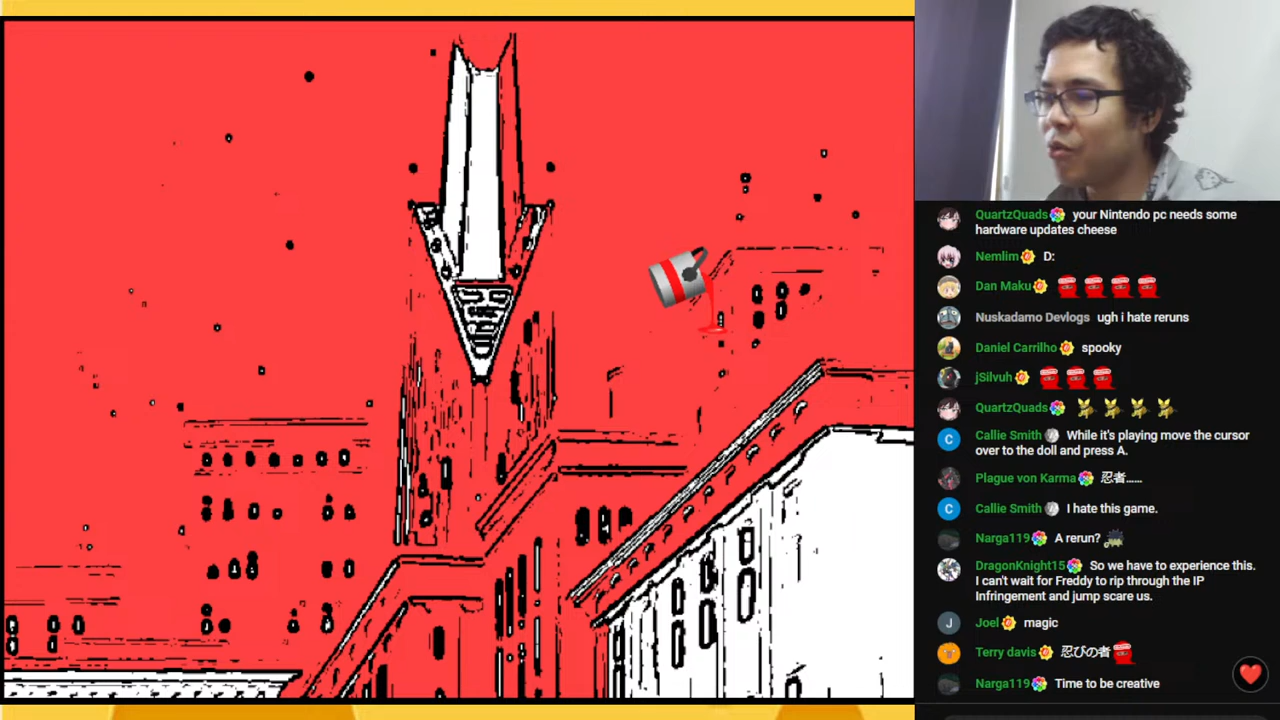 QuartzQuads your Nintendo pc needs some
hardware updates cheese
Nemlim D:
Dan Maku
Nuskadamo Devlogs ugh i hate reruns
Daniel Carrilho spooky
jSilvuh
QuartzQuads
C Callie Smith While it's playing move the cursor
over to the doll and press A.
Plague von Karma 忍者......
C Callie Smith I hate this game.
Narga119 A rerun?
DragonKnight15 So we have to experience this.
I can't wait for Freddy to rip through the IP
Infringement and jump scare us.
J Joel magic
Terry davis 忍びの者
Narga119 Time to be creative